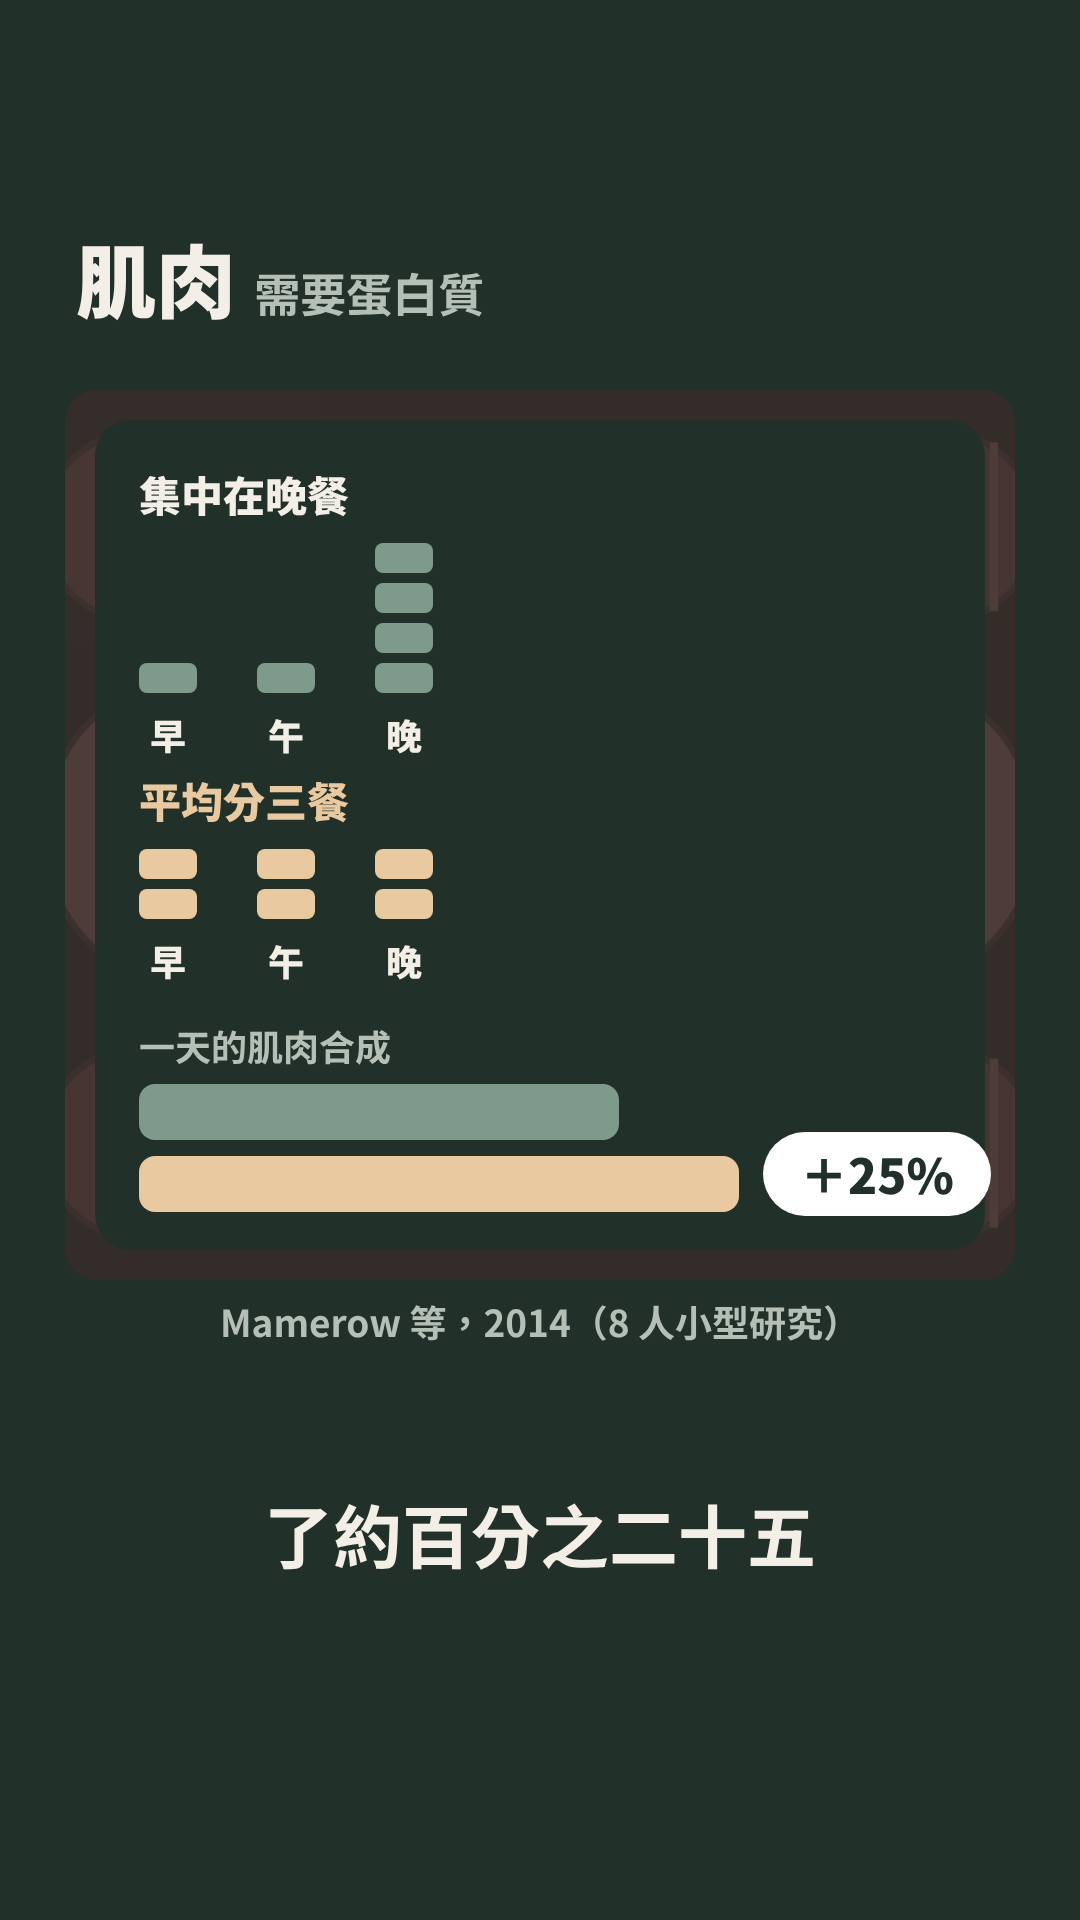 肌肉 需要蛋白質
集中在晚餐
早 午 晚
平均分三餐
早 午 晚
一天的肌肉合成
＋25%
Mamerow 等，2014（8 人小型研究）
了約百分之二十五